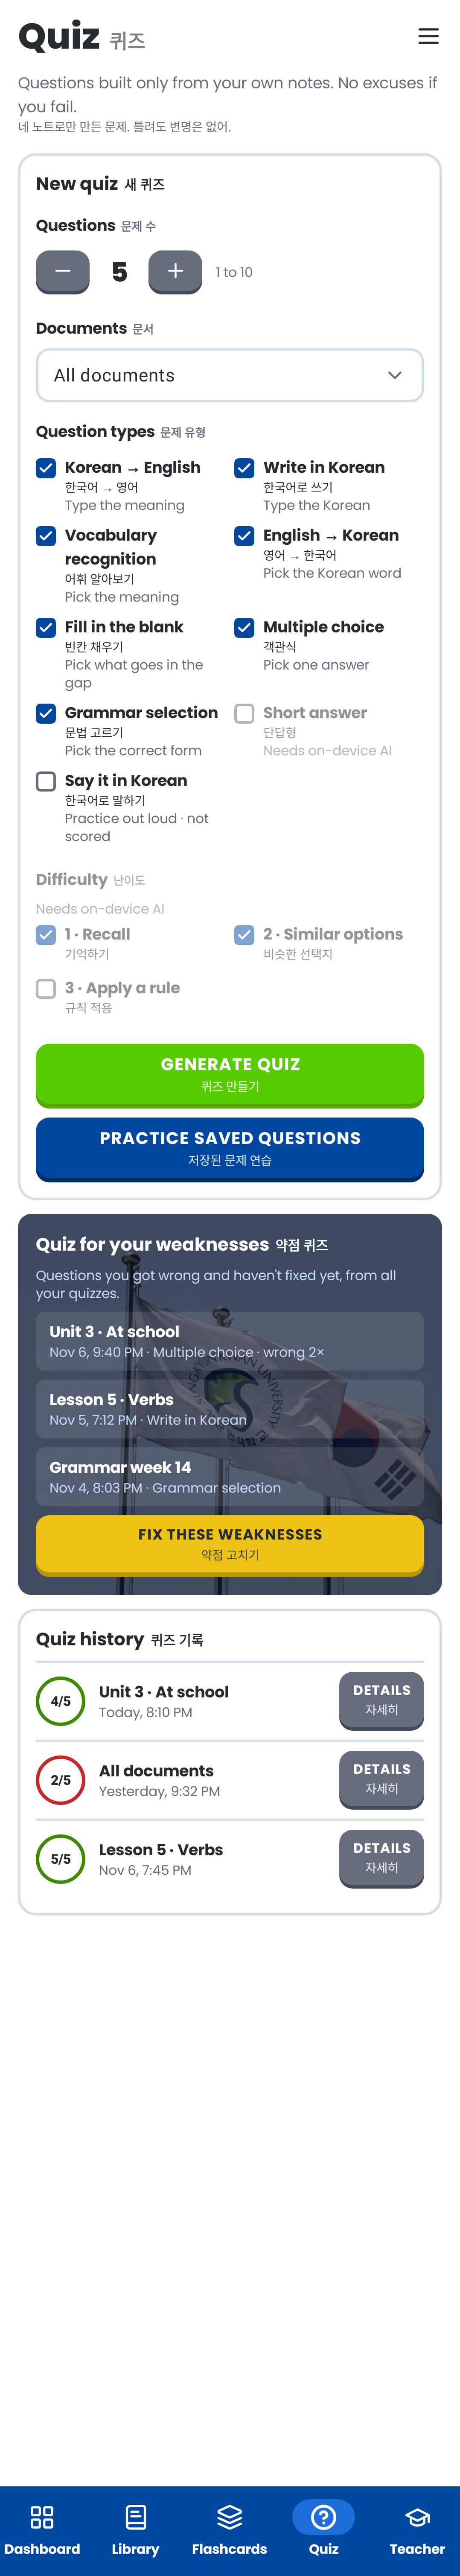 Quiz 퀴즈
Questions built only from your own notes. No excuses if
you fail.
네 노트로만 만든 문제. 틀려도 변명은 없어.
New quiz 새 퀴즈
Questions 문제 수
5
1 to 10
Documents 문서
All documents
Question types 문제 유형
Korean → English
한국어 → 영어
Type the meaning
Write in Korean
한국어로 쓰기
Type the Korean
Vocabulary
recognition
어휘 알아보기
Pick the meaning
English → Korean
영어 → 한국어
Pick the Korean word
Fill in the blank
빈칸 채우기
Pick what goes in the
gap
Multiple choice
객관식
Pick one answer
Grammar selection
문법 고르기
Pick the correct form
Short answer
단답형
Needs on-device AI
Say it in Korean
한국어로 말하기
Practice out loud · not
scored
Difficulty 난이도
Needs on-device AI
1 · Recall
기억하기
2 · Similar options
비슷한 선택지
3 · Apply a rule
규칙 적용
GENERATE QUIZ
퀴즈 만들기
PRACTICE SAVED QUESTIONS
저장된 문제 연습
Quiz for your weaknesses 약점 퀴즈
Questions you got wrong and haven't fixed yet, from all
your quizzes.
Unit 3 · At school
Nov 6, 9:40 PM · Multiple choice · wrong 2×
Lesson 5 · Verbs
Nov 5, 7:12 PM · Write in Korean
Grammar week 14
Nov 4, 8:03 PM · Grammar selection
FIX THESE WEAKNESSES
약점 고치기
Quiz history 퀴즈 기록
4/5
Unit 3 · At school
Today, 8:10 PM
DETAILS
자세히
2/5
All documents
Yesterday, 9:32 PM
DETAILS
자세히
5/5
Lesson 5 · Verbs
Nov 6, 7:45 PM
DETAILS
자세히
Dashboard
Library
Flashcards
Quiz
Teacher